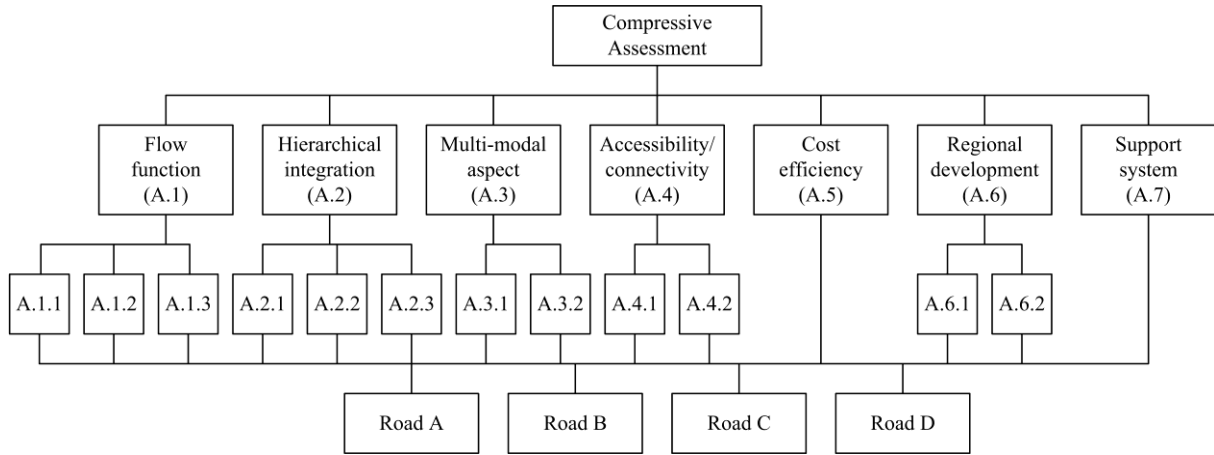 Compressive
Assessment
Flow
function
(A.1)
Hierarchical
integration
(A.2)
Multi-modal
aspect
(A.3)
Accessibility/
connectivity
(A.4)
Cost
efficiency
(A.5)
Regional
development
(A.6)
Support
system
(A.7)
A.1.1
A.1.2
A.1.3
A.2.1
A.2.2
A.2.3
A.3.1
A.3.2
A.4.1
A.4.2
A.6.1
A.6.2
Road A
Road B
Road C
Road D